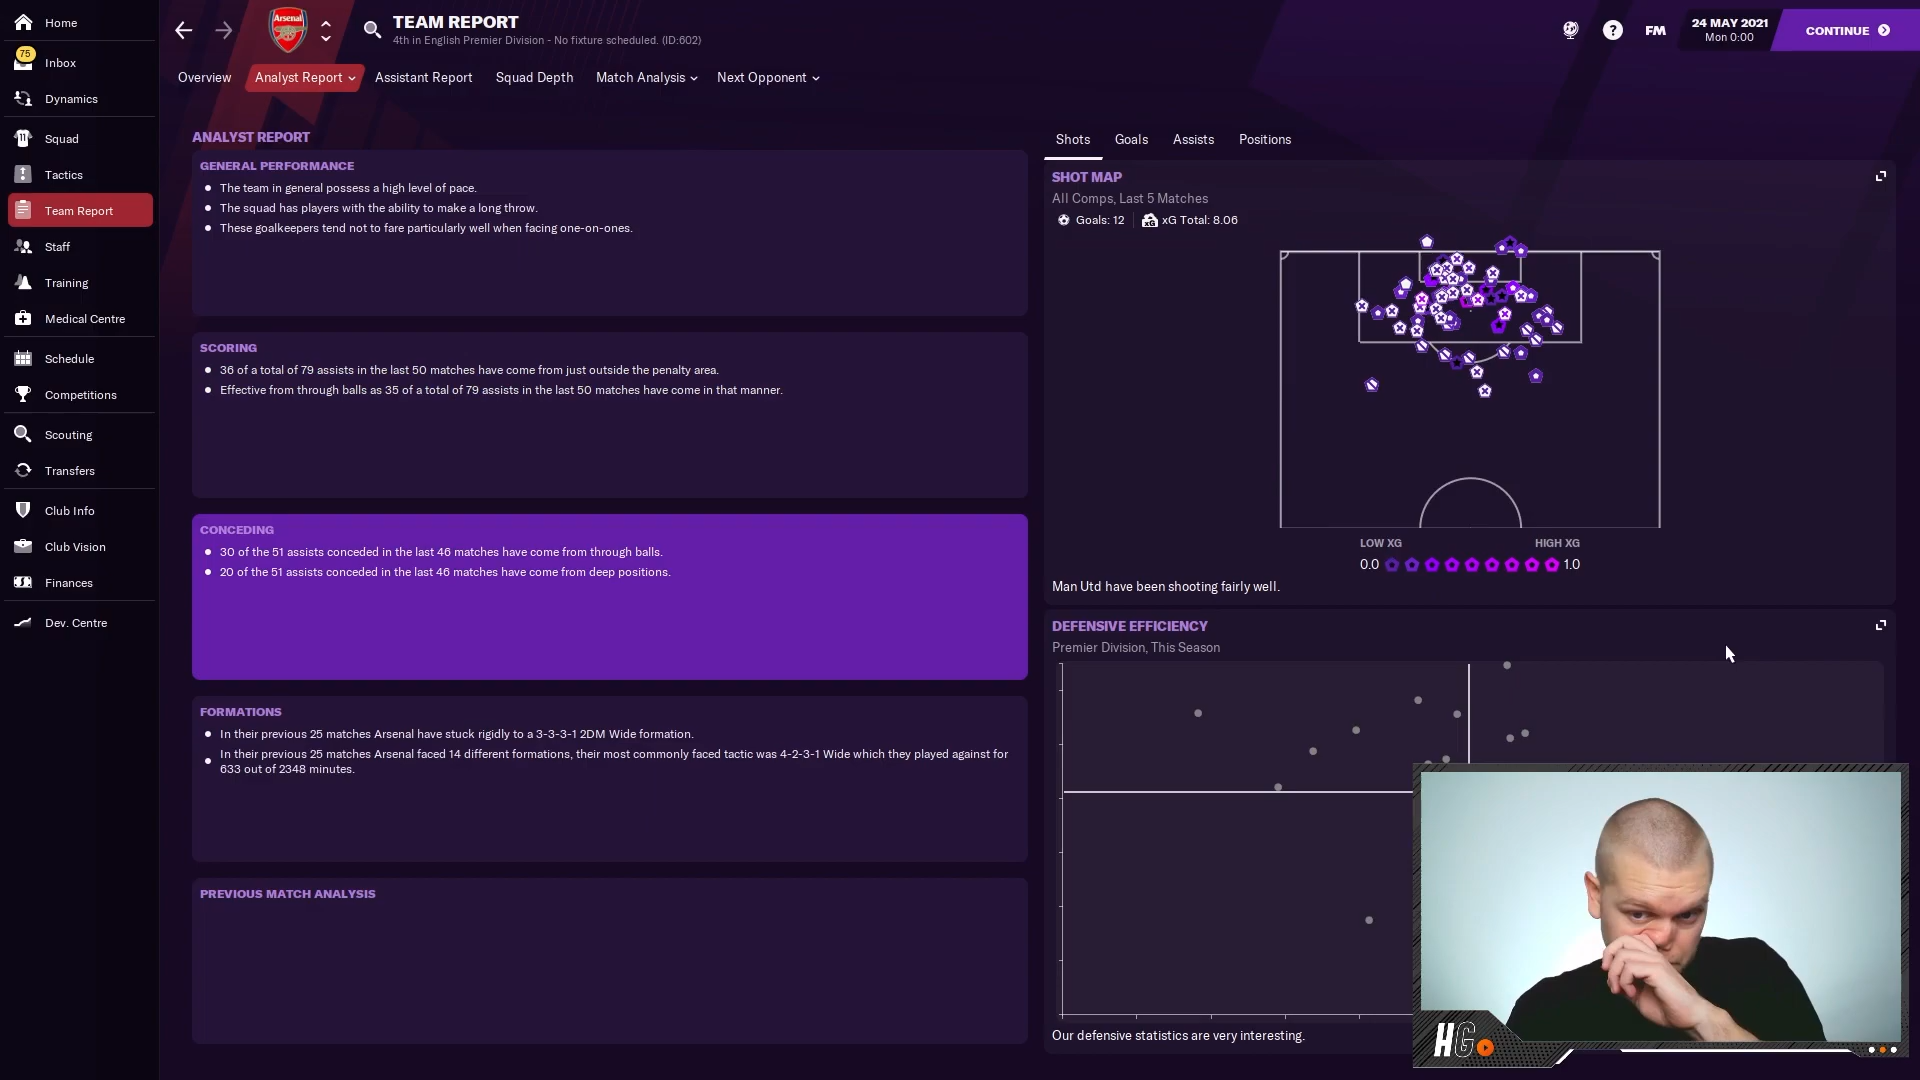 Home
75
Inbox
Dynamics
Squad
Tactics
Team Report
Staff
Training
Medical Centre
Schedule
Competitions
Scouting
Transfers
Club Info
Club Vision
Finances
Dev. Centre
Arsenal
TEAM REPORT
4th in English Premier Division - No fixture scheduled. (ID:602)
?
FM
24 MAY 2021
Mon 0:00
CONTINUE
Overview
Analyst Report
Assistant Report
Squad Depth
Match Analysis
Next Opponent
ANALYST REPORT
GENERAL PERFORMANCE
The team in general possess a high level of pace.
The squad has players with the ability to make a long throw.
These goalkeepers tend not to fare particularly well when facing one-on-ones.
SCORING
36 of a total of 79 assists in the last 50 matches have come from just outside the penalty area.
Effective from through balls as 35 of a total of 79 assists in the last 50 matches have come in that manner.
CONCEDING
30 of the 51 assists conceded in the last 46 matches have come from through balls.
20 of the 51 assists conceded in the last 46 matches have come from deep positions.
FORMATIONS
In their previous 25 matches Arsenal have stuck rigidly to a 3-3-3-1 2DM Wide formation.
In their previous 25 matches Arsenal faced 14 different formations, their most commonly faced tactic was 4-2-3-1 Wide which they played against for
633 out of 2348 minutes.
PREVIOUS MATCH ANALYSIS
Shots
Goals
Assists
Positions
SHOT MAP
All Comps, Last 5 Matches
Goals: 12
xG
xG Total: 8.06
LOW XG
HIGH XG
0.0
1.0
Man Utd have been shooting fairly well.
DEFENSIVE EFFICIENCY
Premier Division, This Season
Our defensive statistics are very interesting.
HG